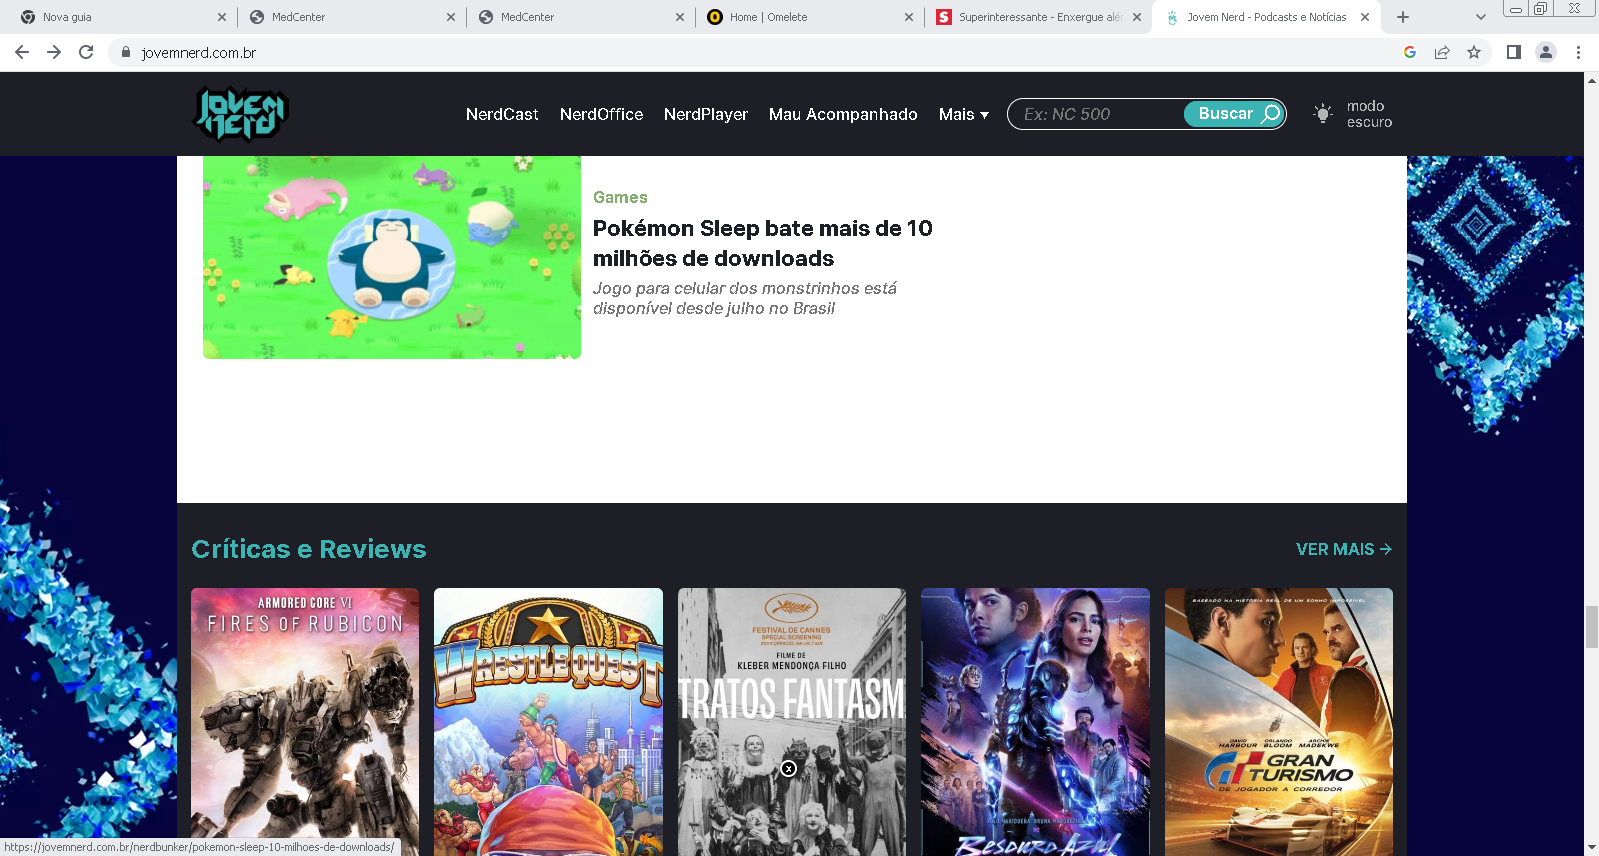 Nova guia
MedCenter
MedCenter
Home | Omelete
Superinteressante - Enxergue alé
Jovem Nerd - Podcasts e Notícias
jovemnerd.com.br
JOVEM
NERD
NerdCast
NerdOffice
NerdPlayer
Mau Acompanhado
Mais
Ex: NC 500
Buscar
modo
escuro
Games
Pokémon Sleep bate mais de 10
milhões de downloads
Jogo para celular dos monstrinhos está
disponível desde julho no Brasil
Críticas e Reviews
VER MAIS →
ARMORED CORE VI
FIRES OF RUBICON
WRESTLEQUEST
FESTIVAL DE CANNES
SPECIAL SCREENING
2023 OFFICIAL SELECTION
FILME DE
KLEBER MENDONÇA FILHO
TRATOS FANTASM
X
BESOURO AZUL
BASEADO NA HISTÓRIA REAL DE UM SONHO IMPOSSÍVEL
DAVID HARBOUR
ORLANDO BLOOM
ARCHIE MADEKWE
GRAN
TURISMO
DE JOGADOR A CORREDOR
https://jovemnerd.com.br/nerdbunker/pokemon-sleep-10-milhoes-de-downloads/